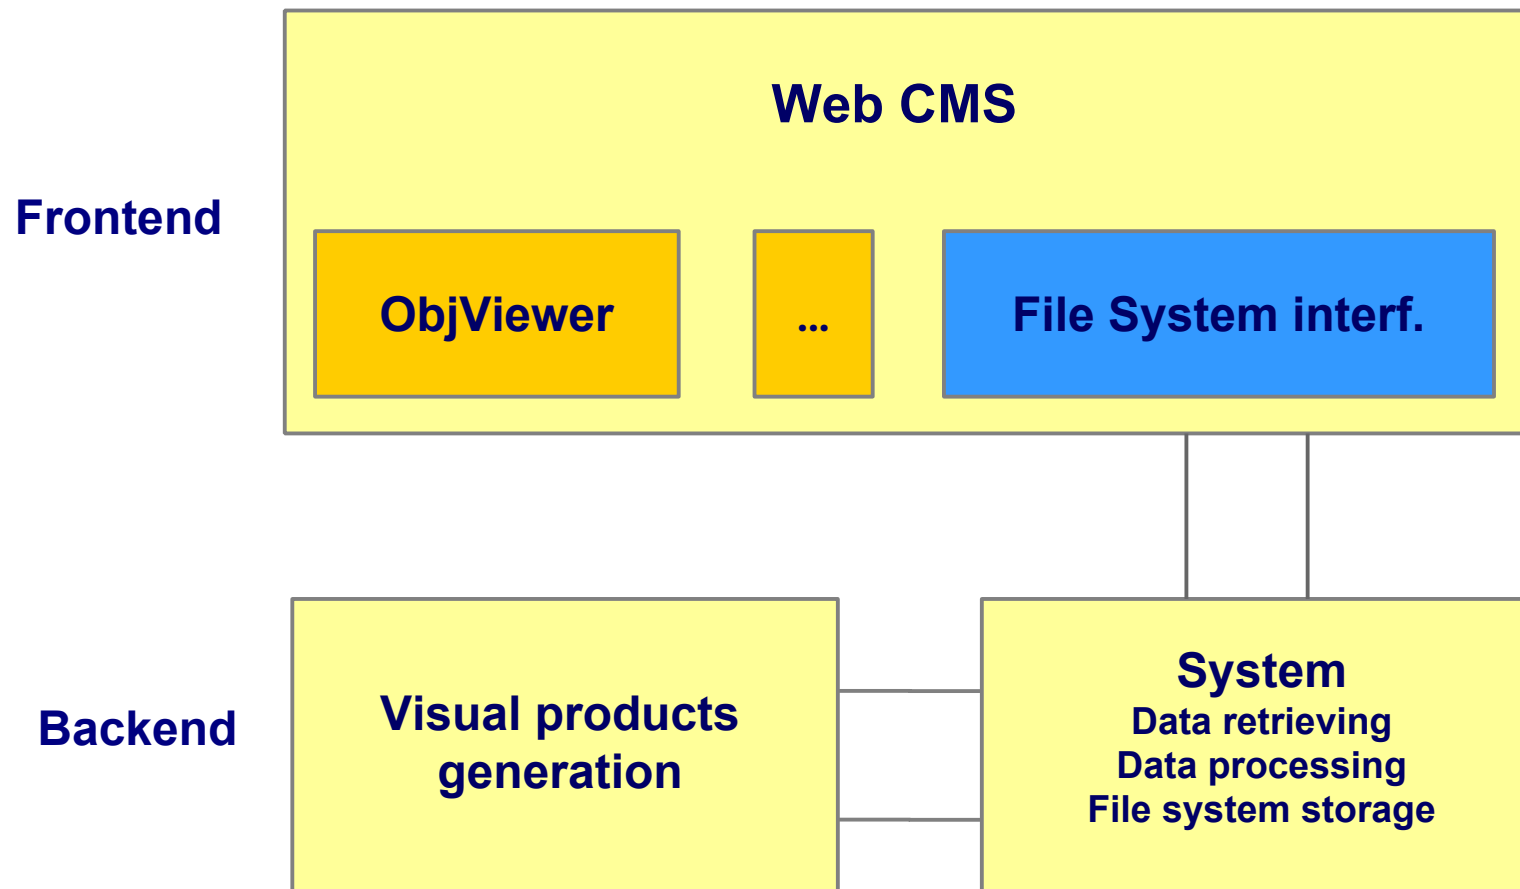 Web CMS
Frontend
ObjViewer
...
File System interf.
Backend
Visual products
generation
System
Data retrieving
Data processing
File system storage